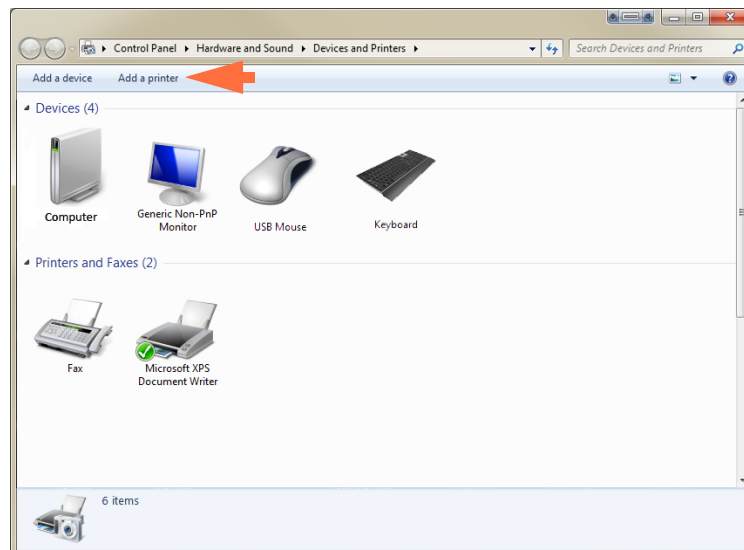 Control Panel Hardware and Sound Devices and Printers Search Devices and Printers
Add a device Add a printer
Devices (4)
Computer
Generic Non-PnP
Monitor
USB Mouse
Keyboard
Printers and Faxes (2)
Fax
Microsoft XPS
Document Writer
6 items